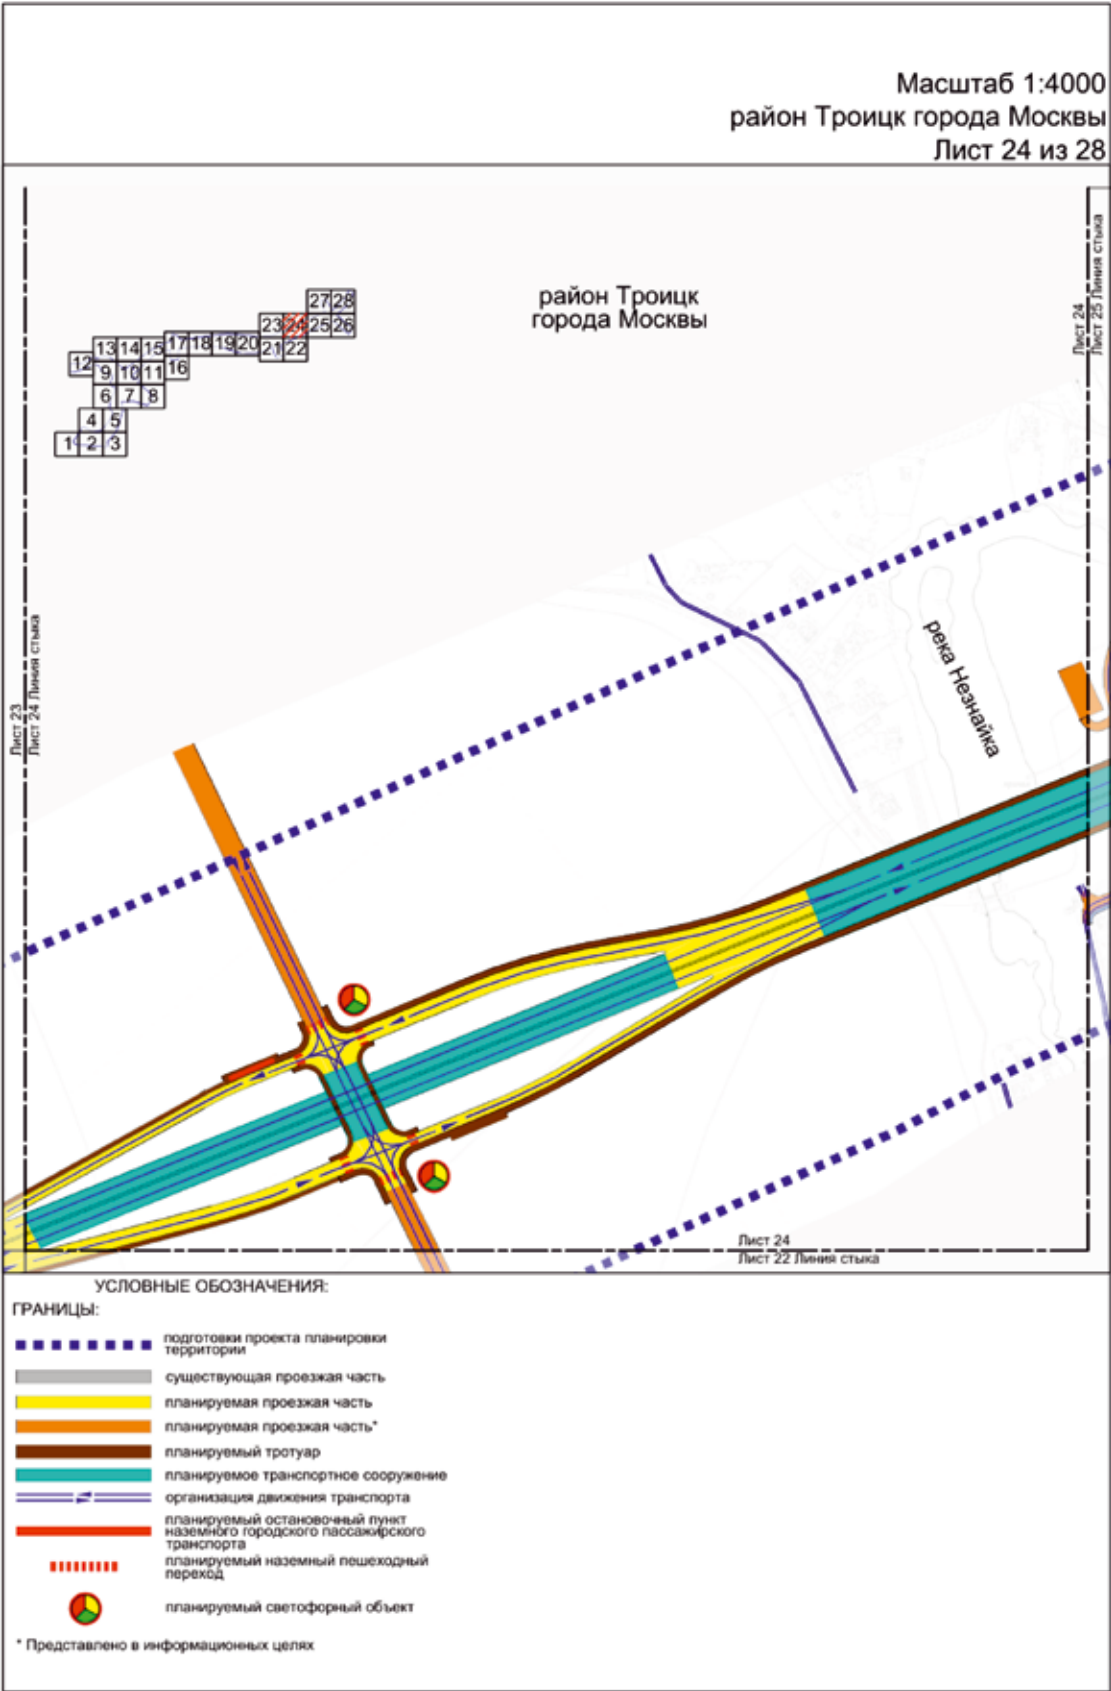 Масштаб 1:4000
район Троицк города Москвы
Лист 24 из 28
район Троицк
города Москвы
27 28
23 24 25 26
13 14 15 17 18 19 20 21 22
12 9 10 11 16
6 7 8
4 5
1 2 3
Лист 24
Лист 25 Линия стыка
река Незнайка
Лист 23
Лист 24 Линия стыка
Лист 24
Лист 22 Линия стыка
УСЛОВНЫЕ ОБОЗНАЧЕНИЯ:
ГРАНИЦЫ:
подготовки проекта планировки
территории
существующая проезжая часть
планируемая проезжая часть
планируемая проезжая часть*
планируемый тротуар
планируемое транспортное сооружение
организация движения транспорта
планируемый остановочный пункт
наземного городского пассажирского
транспорта
планируемый наземный пешеходный
переход
планируемый светофорный объект
* Представлено в информационных целях